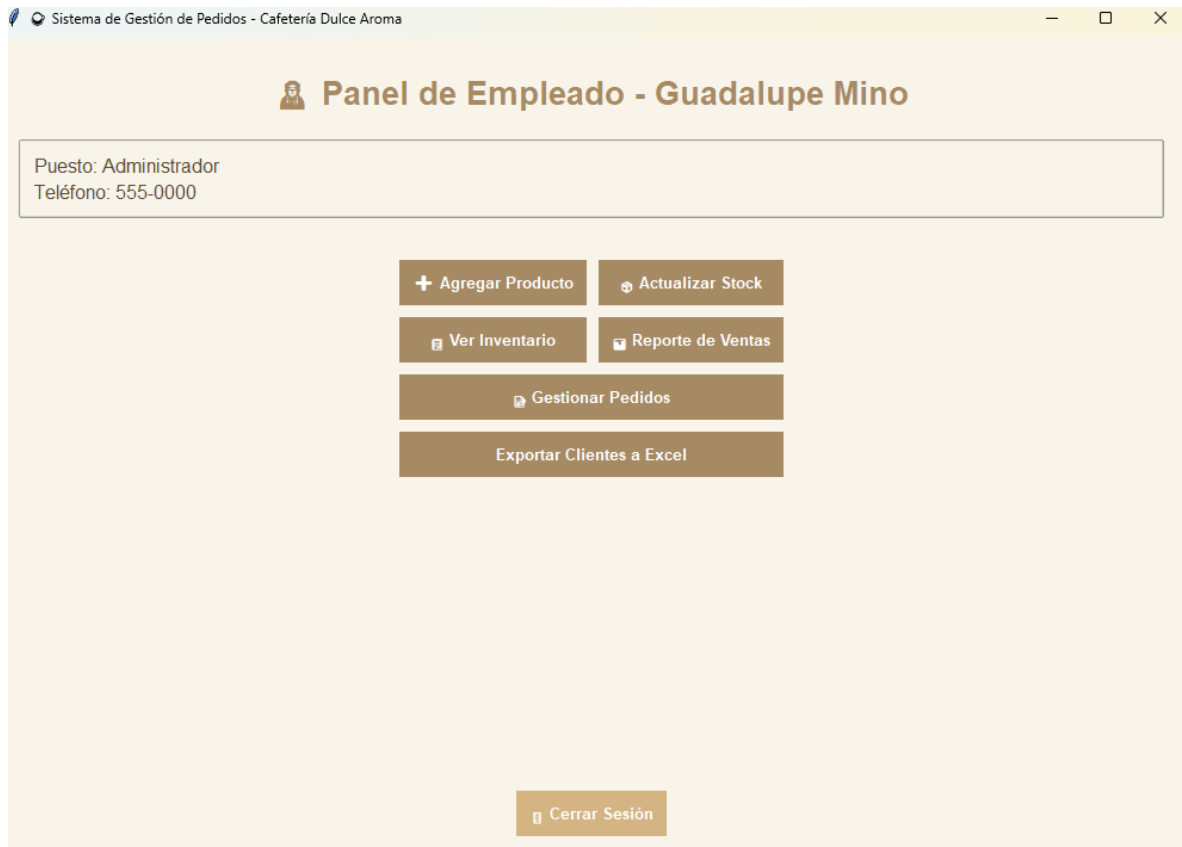 Sistema de Gestión de Pedidos - Cafetería Dulce Aroma
Panel de Empleado - Guadalupe Mino
Puesto: Administrador
Teléfono: 555-0000
Agregar Producto
Actualizar Stock
Ver Inventario
Reporte de Ventas
Gestionar Pedidos
Exportar Clientes a Excel
Cerrar Sesión